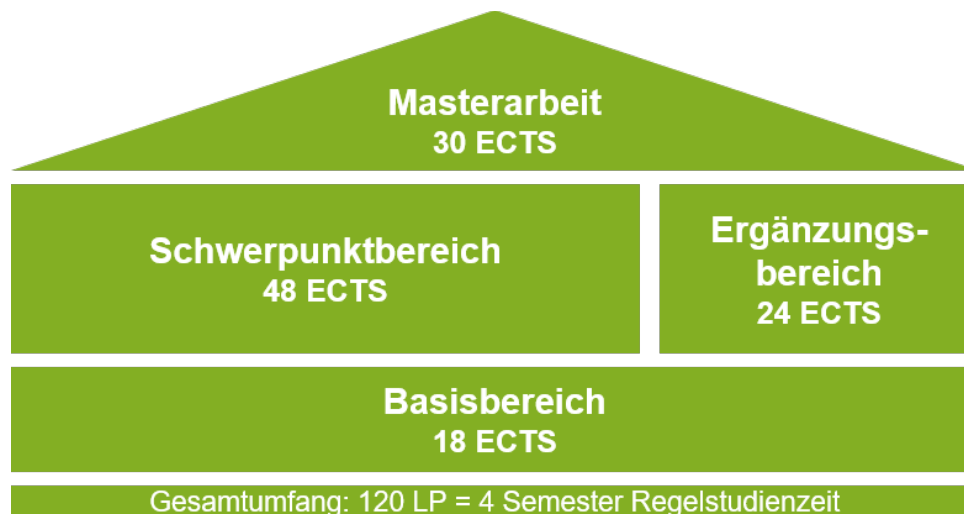 Masterarbeit
30 ECTS
Schwerpunktbereich
48 ECTS
Ergänzungs-
bereich
24 ECTS
Basisbereich
18 ECTS
Gesamtumfang: 120 LP = 4 Semester Regelstudienzeit